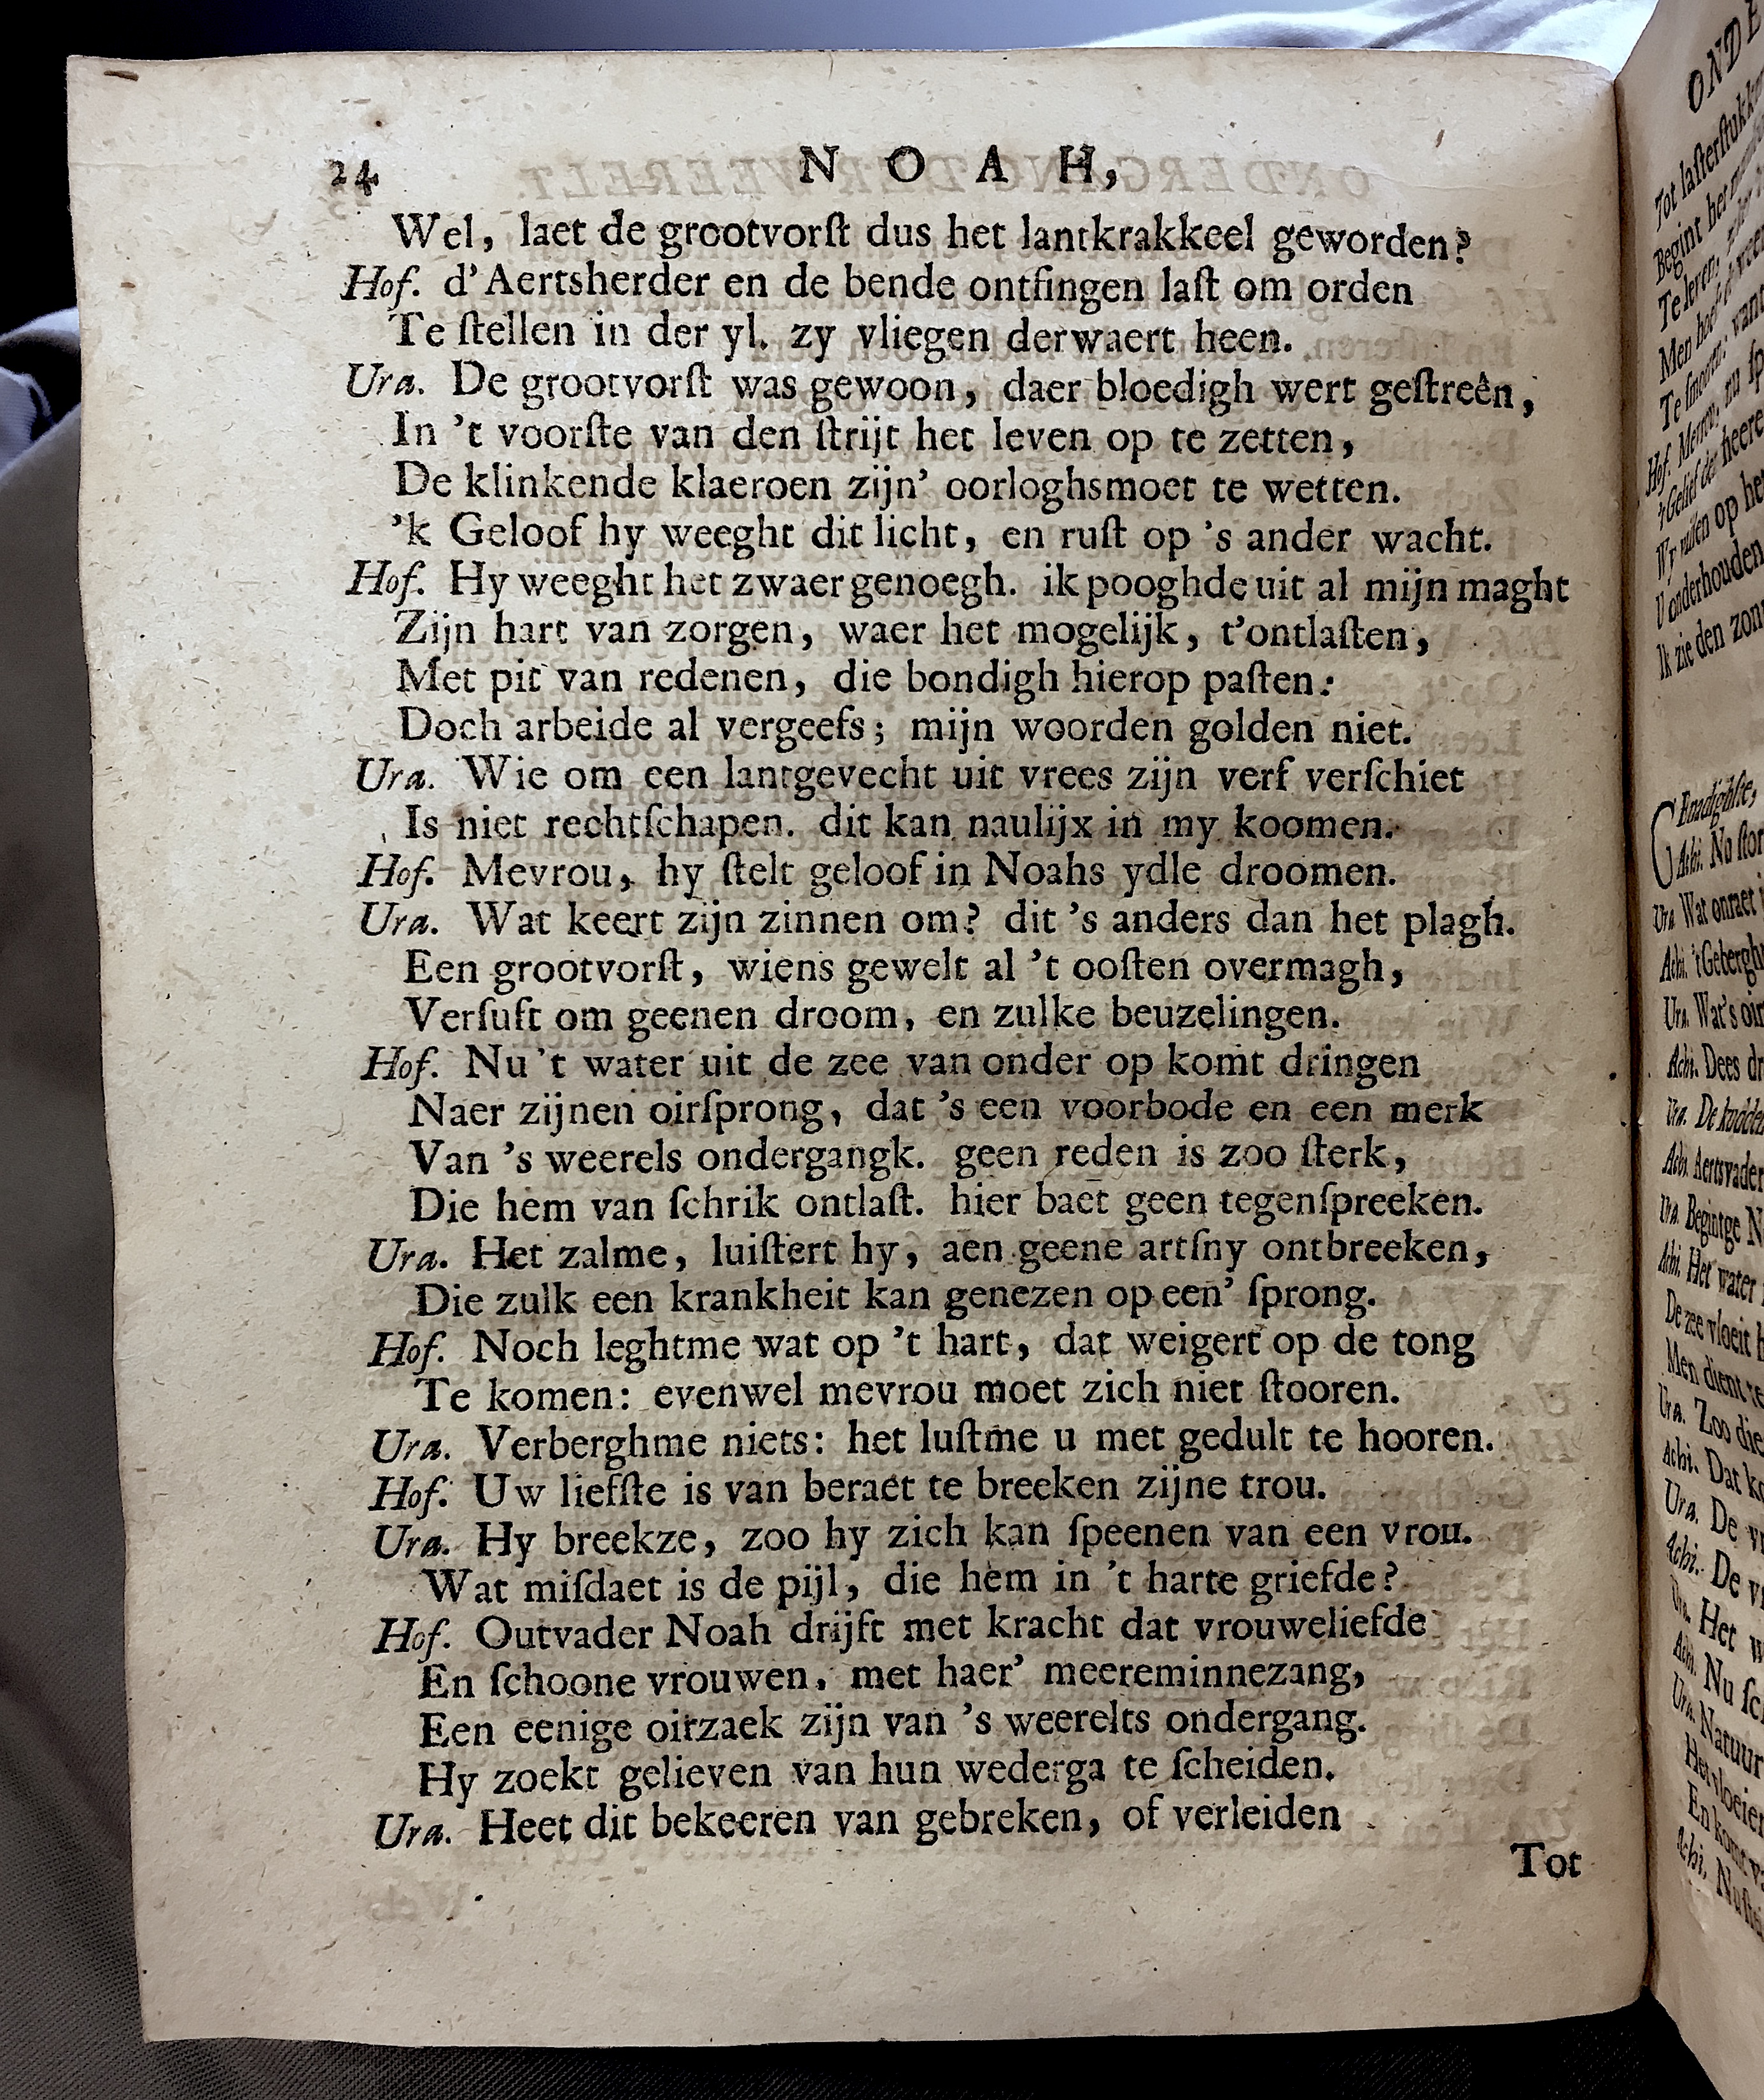 24 N O A H,
Wel, laet de grootvorſt dus het lantkrakkeel geworden?
Hof. d'Aertsherder en de bende ontfingen laſt om orden
Te ſtellen in der yl. zy vliegen derwaert heen.
Ura. De grootvorſt was gewoon, daer bloedigh wert geſtreên,
In 't voorſte van den ſtrijt het leven op te zetten,
De klinkende klaeroen zijn' oorloghsmoet te wetten.
'k Geloof hy weeght dit licht, en ruſt op 's ander wacht.
Hof. Hy weeght het zwaer genoegh. ik pooghde uit al mijn maght
Zijn hart van zorgen, waer het mogelijk, t'ontlaſten,
Met pit van redenen, die bondigh hierop paſten:
Doch arbeide al vergeefs; mijn woorden golden niet.
Ura. Wie om een lantgevecht uit vrees zijn verf verſchiet
Is niet rechtſchapen. dit kan naulijx in my koomen.
Hof. Mevrou, hy ſtelt geloof in Noahs ydle droomen.
Ura. Wat keert zijn zinnen om? dit 's anders dan het plagh.
Een grootvorſt, wiens gewelt al 't ooſten overmagh,
Verſuft om geenen droom, en zulke beuzelingen.
Hof. Nu 't water uit de zee van onder op komt dringen
Naer zijnen oirſprong, dat 's een voorbode en een merk
Van 's weerels ondergangk. geen reden is zoo ſterk,
Die hem van ſchrik ontlaſt. hier baet geen tegenſpreeken.
Ura. Het zalme, luiſtert hy, aen geene artſny ontbreeken,
Die zulk een krankheit kan genezen op een' ſprong.
Hof. Noch leghtme wat op 't hart, dat weigert op de tong
Te komen: evenwel mevrou moet zich niet ſtooren.
Ura. Verberghme niets: het luſtme u met gedult te hooren.
Hof. Uw liefſte is van beraet te breeken zijne trou.
Ura. Hy breekze, zoo hy zich kan ſpeenen van een vrou.
Wat miſdaet is de pijl, die hem in 't harte griefde?
Hof. Outvader Noah drijft met kracht dat vrouweliefde
En ſchoone vrouwen, met haer' meereminnezang,
Een eenige oirzaek zijn van 's weerelts ondergang.
Hy zoekt gelieven van hun wederga te ſcheiden.
Ura. Heet dit bekeeren van gebreken, of verleiden
Tot